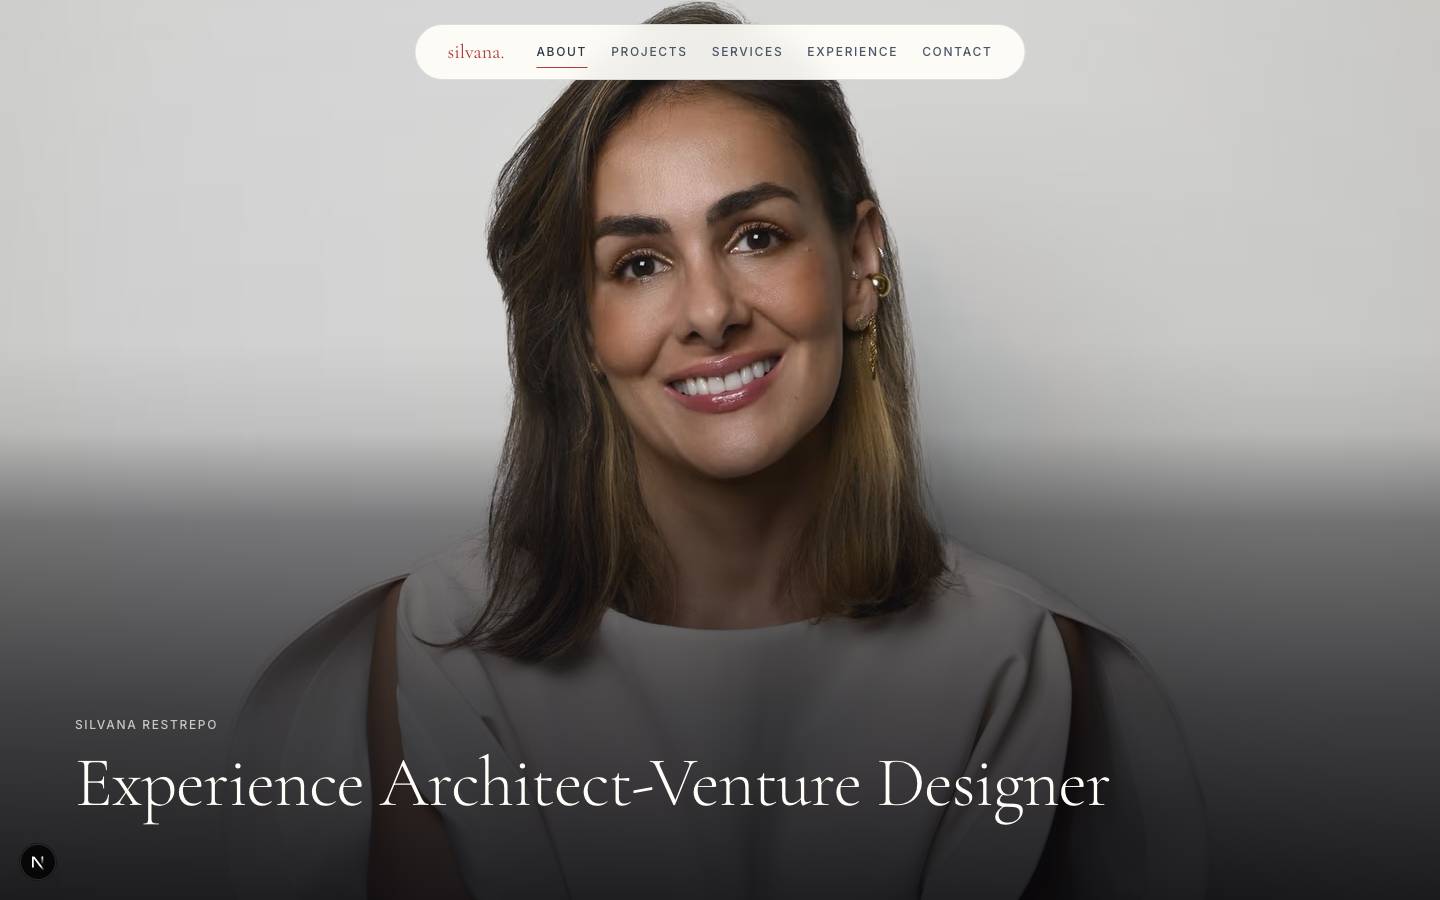 silvana. ABOUT PROJECTS SERVICES EXPERIENCE CONTACT
SILVANA RESTREPO
Experience Architect-Venture Designer
N